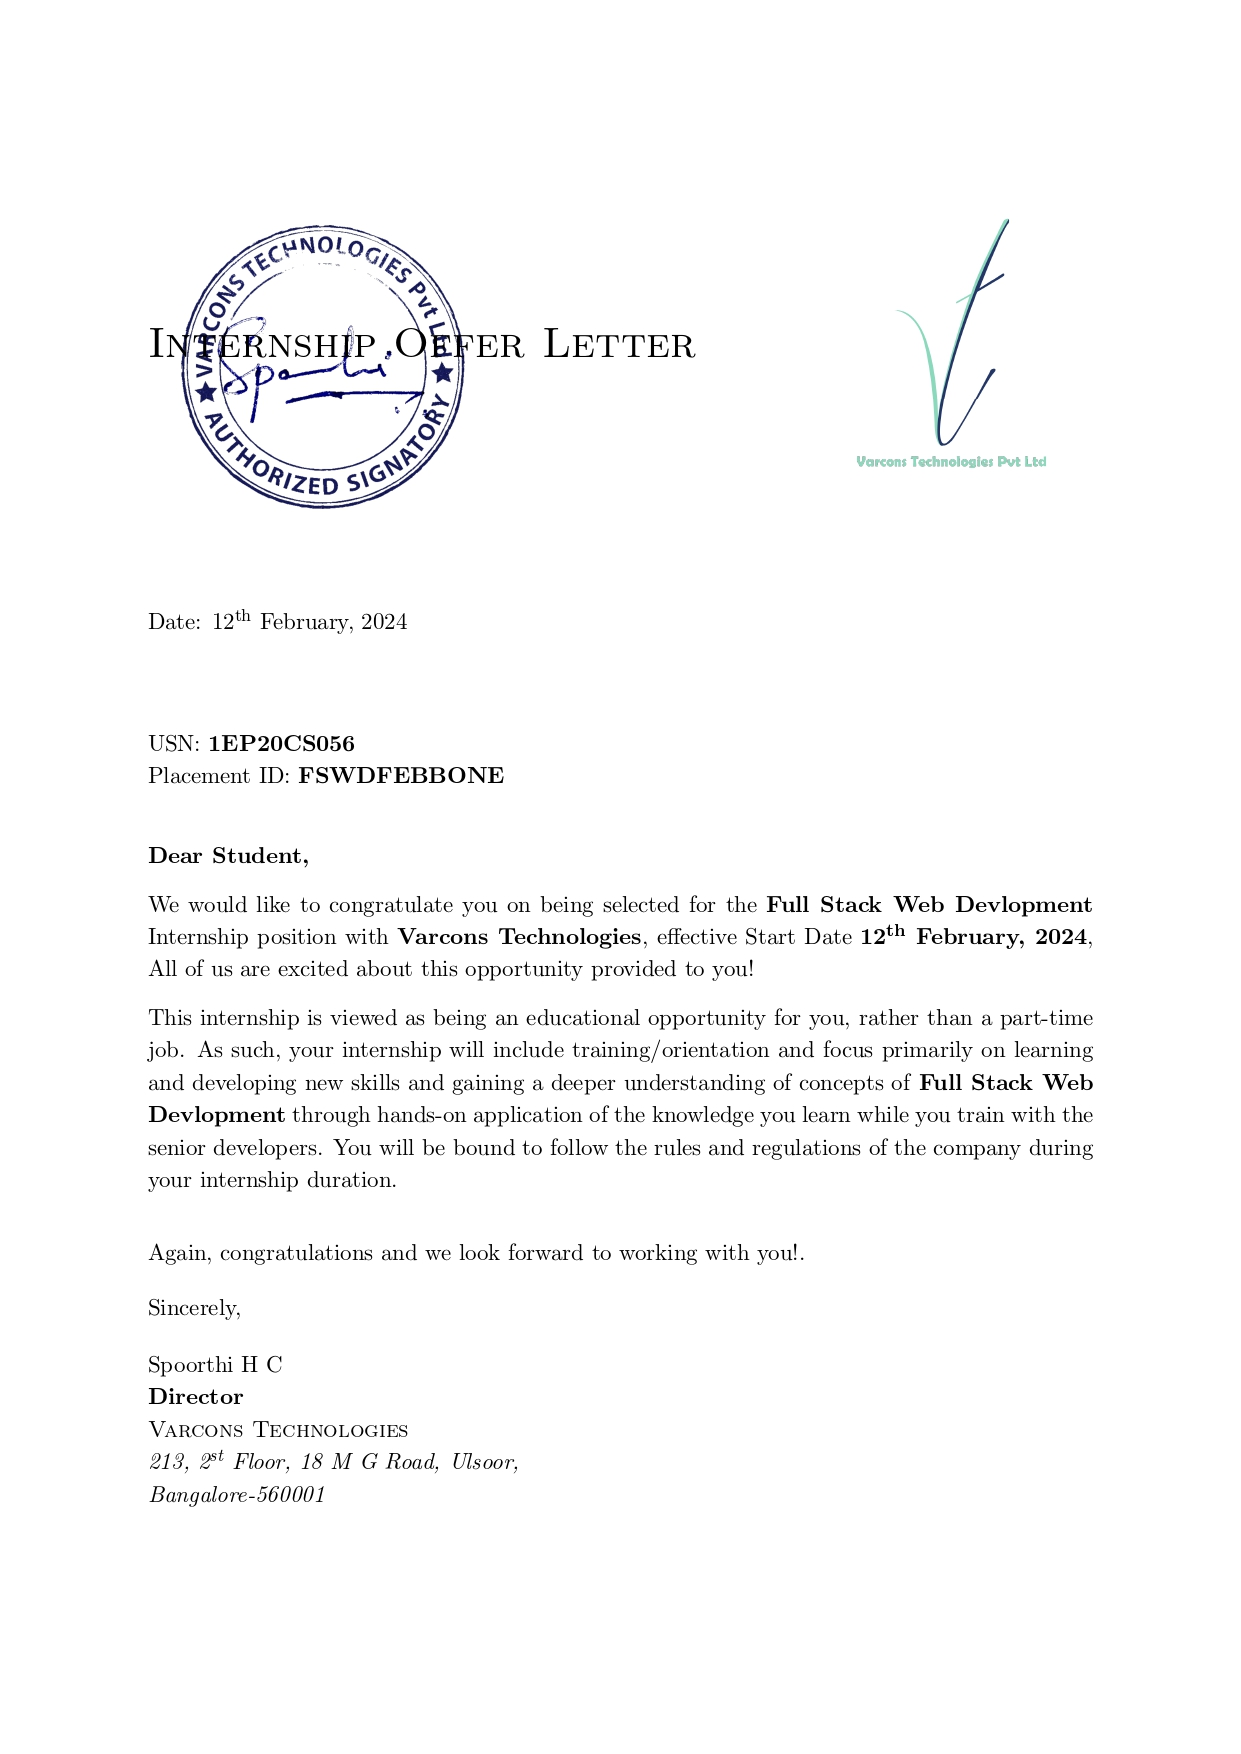 VARCONS TECHNOLOGIES Pvt Ltd
INTERNSHIP OFFER LETTER
Spoorthi
AUTHORIZED SIGNATORY
Varcons Technologies Pvt Ltd
Date: 12th February, 2024
USN: 1EP20CS056
Placement ID: FSWDFEBBONE
Dear Student,
We would like to congratulate you on being selected for the Full Stack Web Devlopment
Internship position with Varcons Technologies, effective Start Date 12th February, 2024,
All of us are excited about this opportunity provided to you!
This internship is viewed as being an educational opportunity for you, rather than a part-time
job. As such, your internship will include training/orientation and focus primarily on learning
and developing new skills and gaining a deeper understanding of concepts of Full Stack Web
Devlopment through hands-on application of the knowledge you learn while you train with the
senior developers. You will be bound to follow the rules and regulations of the company during
your internship duration.
Again, congratulations and we look forward to working with you!.
Sincerely,
Spoorthi H C
Director
VARCONS TECHNOLOGIES
213, 2st Floor, 18 M G Road, Ulsoor,
Bangalore-560001